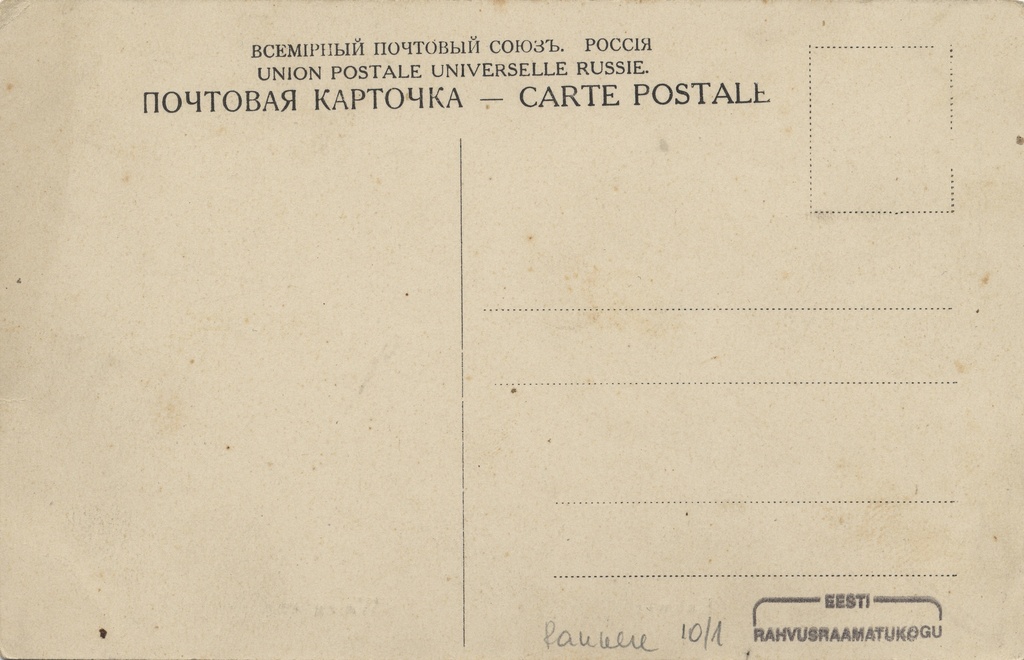 ВСЕМІРНЫЙ ПОЧТОВЫЙ СОЮЗЪ. РОССІЯ
UNION POSTALE UNIVERSELLE RUSSIE.
ПОЧТОВАЯ КАРТОЧКА — CARTE POSTALE
EESTI
RAHVUSRAAMATUKOGU
10/1